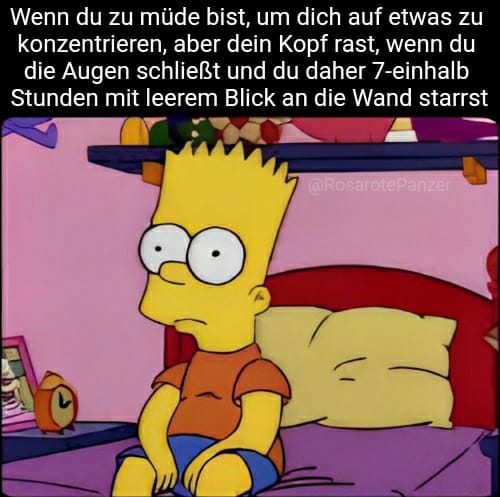 Wenn du zu müde bist, um dich auf etwas zu
konzentrieren, aber dein Kopf rast, wenn du
die Augen schließt und du daher 7-einhalb
Stunden mit leerem Blick an die Wand starrst
@RosarotePanzer